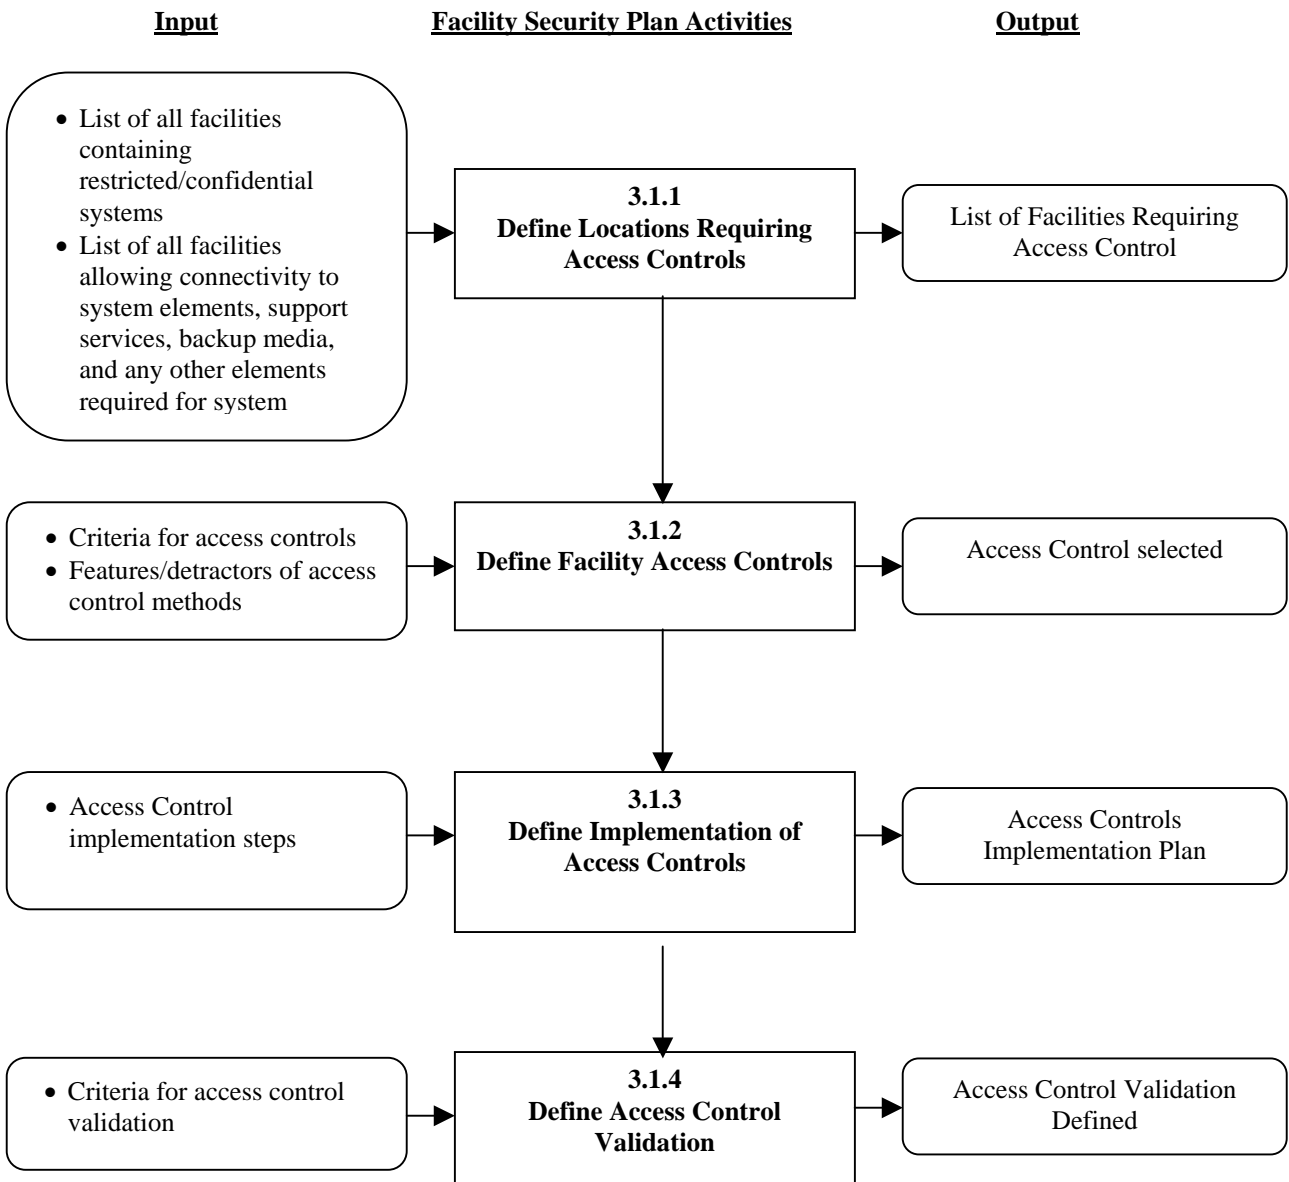 Input
Facility Security Plan Activities
Output
• List of all facilities
containing
restricted/confidential
systems
• List of all facilities
allowing connectivity to
system elements, support
services, backup media,
and any other elements
required for system
3.1.1
Define Locations Requiring
Access Controls
List of Facilities Requiring
Access Control
• Criteria for access controls
• Features/detractors of access
control methods
3.1.2
Define Facility Access Controls
Access Control selected
• Access Control
implementation steps
3.1.3
Define Implementation of
Access Controls
Access Controls
Implementation Plan
• Criteria for access control
validation
3.1.4
Define Access Control
Validation
Access Control Validation
Defined